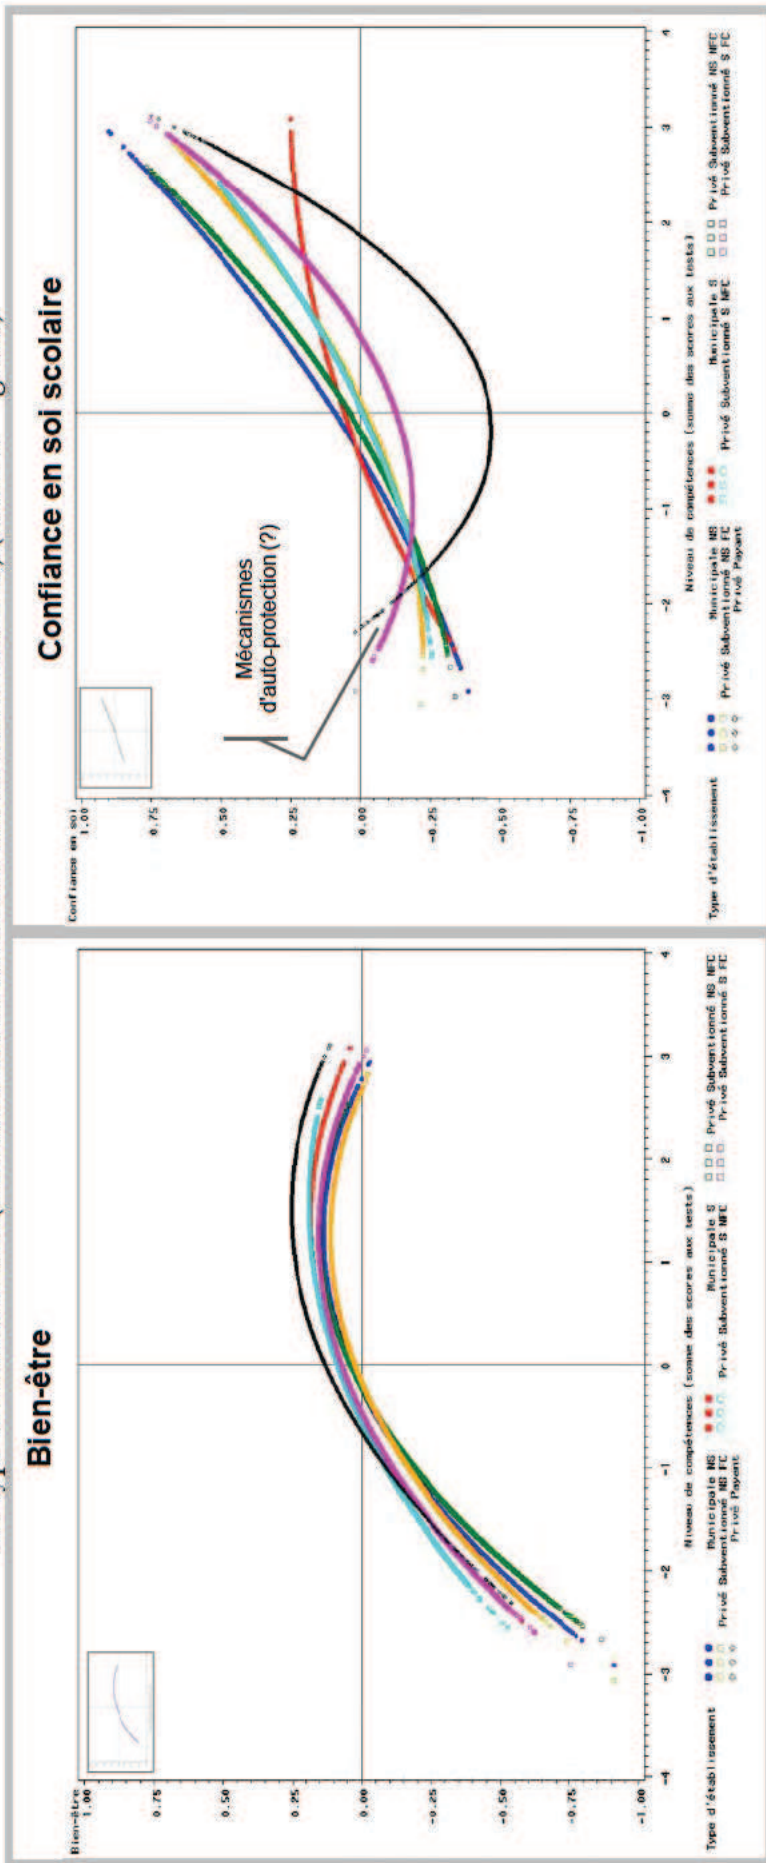 Bien-être
Bien-être
1.00
0.75
0.50
0.25
0.00
-0.25
-0.50
-0.75
-1.00
-4
-3
-2
-1
0
1
2
3
4
Niveau de compétences (somme des scores aux tests)
Type d'établissement
Municipale NS
Municipale S
Privé Subventionné NS NFC
Privé Subventionné NS FC
Privé Subventionné S NFC
Privé Subventionné S FC
Privé Payant
Confiance en soi scolaire
Confiance en soi
1.00
0.75
0.50
0.25
0.00
-0.25
-0.50
-0.75
-1.00
Mécanismes
d'auto-protection (?)
-4
-3
-2
-1
0
1
2
3
4
Niveau de compétences (somme des scores aux tests)
Type d'établissement
Municipale NS
Municipale S
Privé Subventionné NS NFC
Privé Subventionné NS FC
Privé Subventionné S NFC
Privé Subventionné S FC
Privé Payant